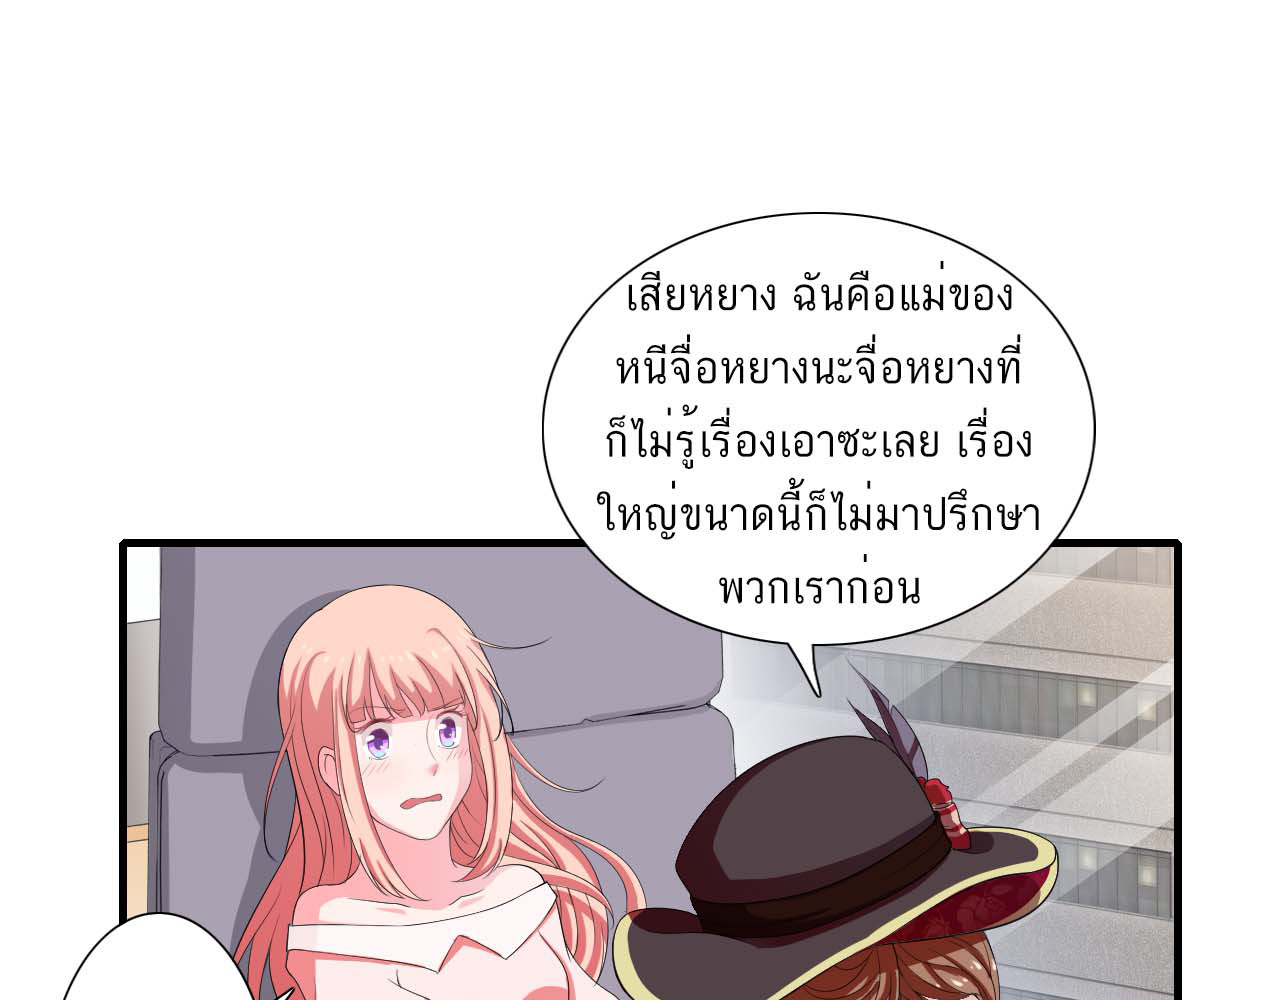 เสียหยาง ฉันคือแม่ของ
หนีจื่อหยางนะจื่อหยางที่
ก็ไม่รู้เรื่องเอาซะเลย เรื่อง
ใหญ่ขนาดนี้ก็ไม่มาปรึกษา
พวกเราก่อน